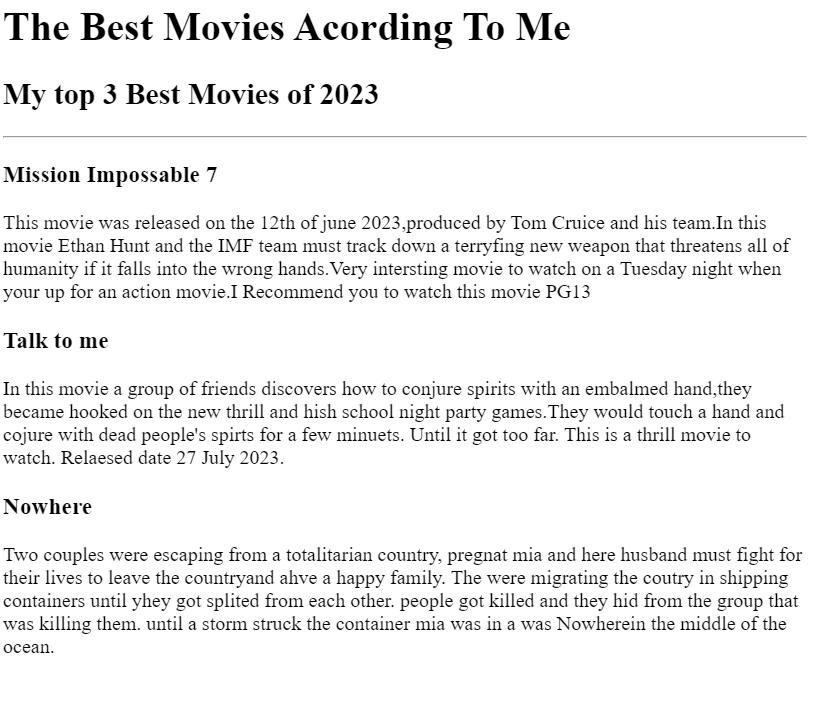 The Best Movies Acording To Me
My top 3 Best Movies of 2023
Mission Impossable 7
This movie was released on the 12th of june 2023,produced by Tom Cruice and his team.In this
movie Ethan Hunt and the IMF team must track down a terryfing new weapon that threatens all of
humanity if it falls into the wrong hands.Very intersting movie to watch on a Tuesday night when
your up for an action movie.I Recommend you to watch this movie PG13
Talk to me
In this movie a group of friends discovers how to conjure spirits with an embalmed hand,they
became hooked on the new thrill and hish school night party games.They would touch a hand and
cojure with dead people's spirts for a few minuets. Until it got too far. This is a thrill movie to
watch. Relaesed date 27 July 2023.
Nowhere
Two couples were escaping from a totalitarian country, pregnat mia and here husband must fight for
their lives to leave the countryand ahve a happy family. The were migrating the coutry in shipping
containers until yhey got splited from each other. people got killed and they hid from the group that
was killing them. until a storm struck the container mia was in a was Nowherein the middle of the
ocean.